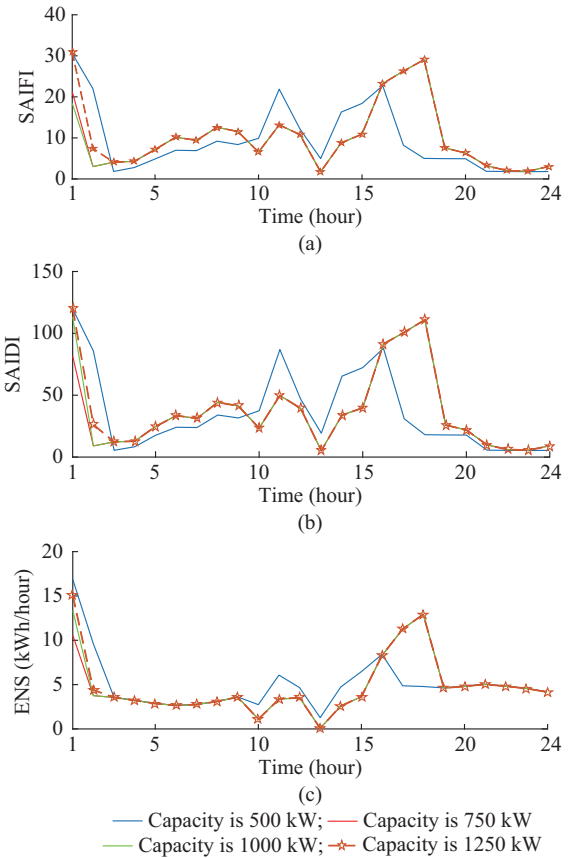 40
30
20
10
0
SAIFI
1 5 10 15 20 24
Time (hour)
(a)
150
100
50
0
SAIDI
1 5 10 15 20 24
Time (hour)
(b)
20
15
10
5
0
ENS (kWh/hour)
1 5 10 15 20 24
Time (hour)
(c)
Capacity is 500 kW; Capacity is 750 kW
Capacity is 1000 kW; Capacity is 1250 kW